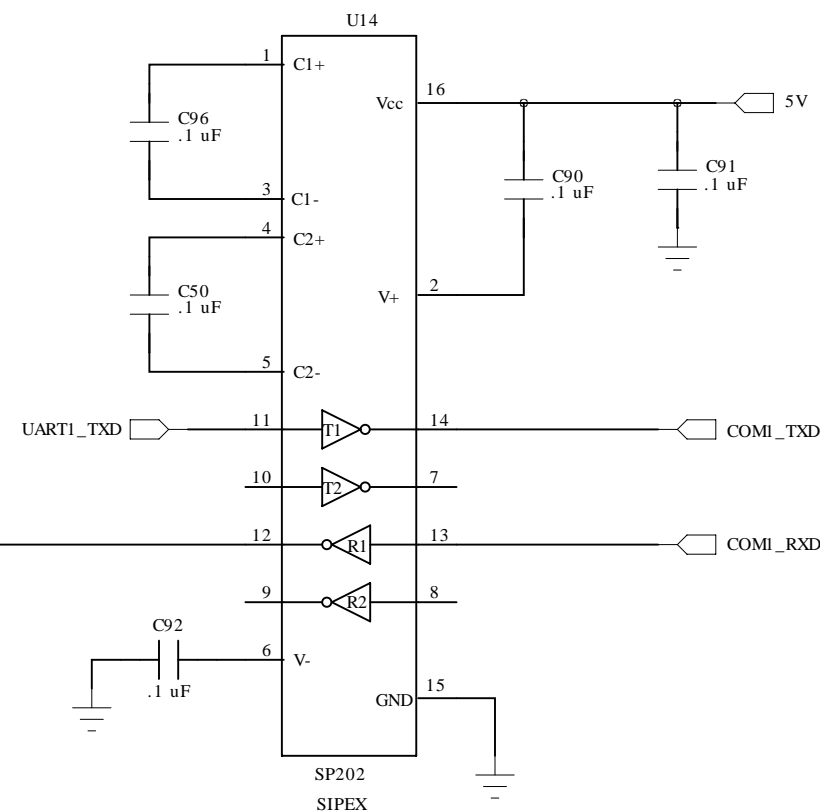 U14
1 C1+
C96
.1 uF
3 C1-
4 C2+
C50
.1 uF
5 C2-
Vcc 16
5V
C90
.1 uF
C91
.1 uF
V+ 2
UART1_TXD 11 T1 14 COM1_TXD
10 T2 7
12 R1 13 COM1_RXD
9 R2 8
C92
.1 uF
6 V-
GND 15
SP202
SIPEX